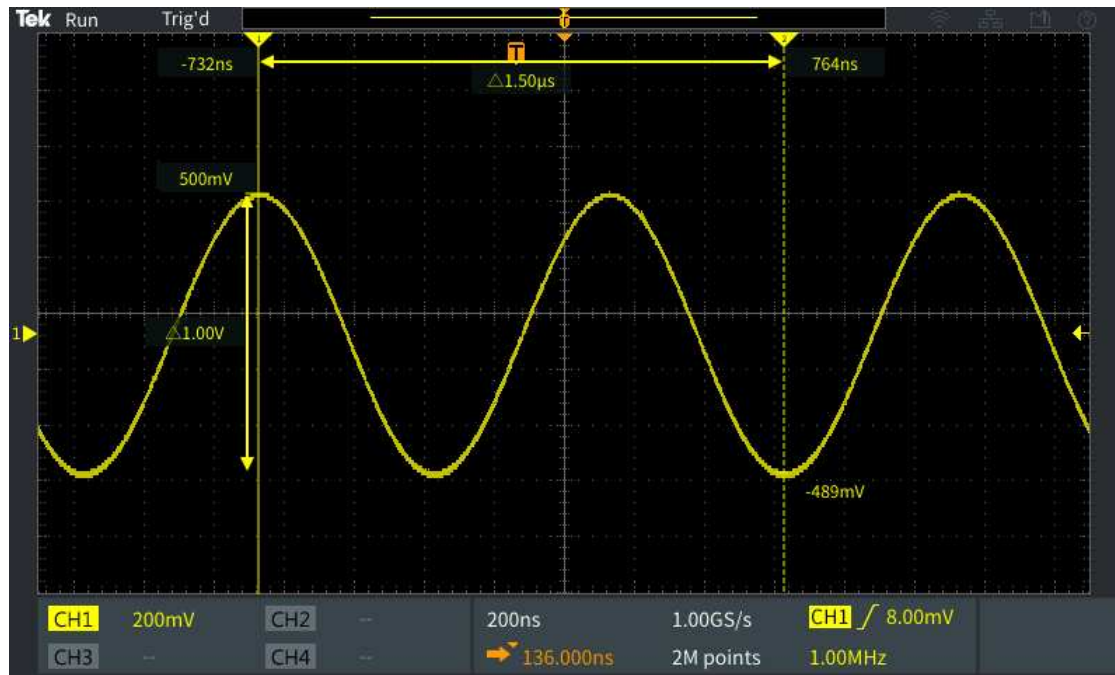 Tek Run Trig'd
T
T
-732ns 764ns
△1.50µs
500mV
1
△1.00V
-489mV
CH1 200mV CH2 -- 200ns 1.00GS/s CH1 8.00mV
CH3 -- CH4 -- 136.000ns 2M points 1.00MHz